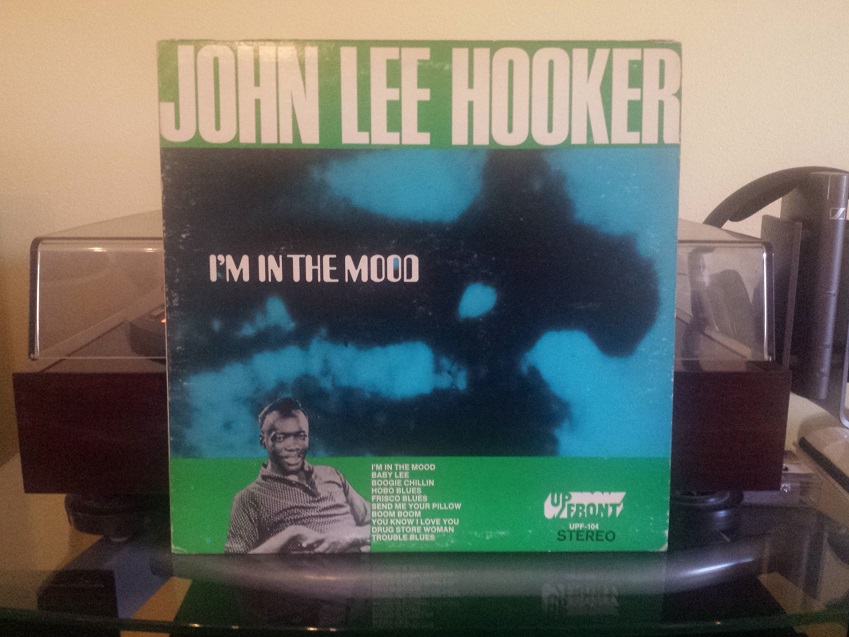 JOHN LEE HOOKER
I'M IN THE MOOD
I'M IN THE MOOD
BABY LEE
BOOGIE CHILLIN
HOBO BLUES
FRISCO BLUES
SEND ME YOUR PILLOW
BOOM BOOM
YOU KNOW I LOVE YOU
DRUG STORE WOMAN
TROUBLE BLUES
UP
FRONT
UPF-104
STEREO